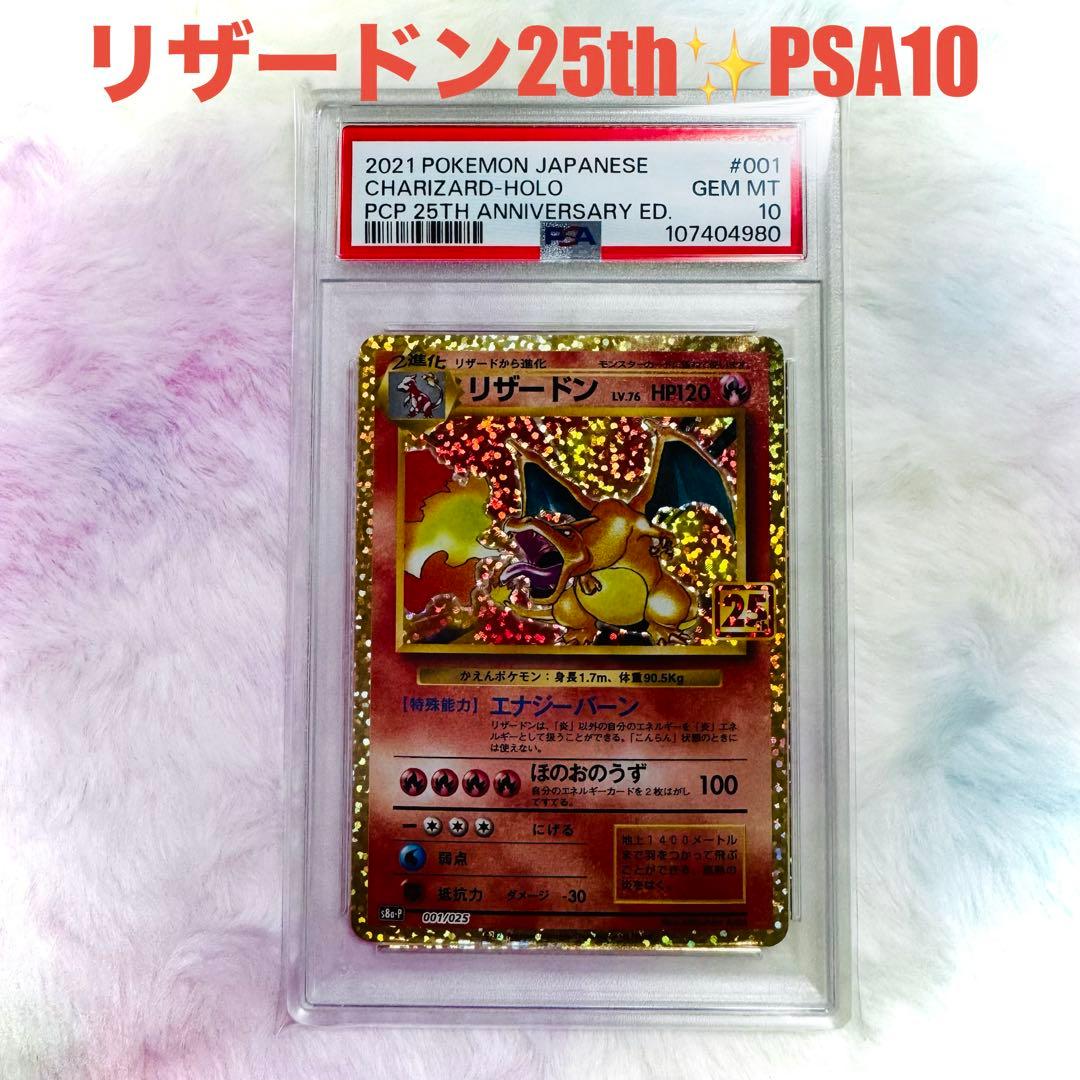 リザードン25th✨PSA10
2021 POKEMON JAPANESE #001
CHARIZARD-HOLO GEM MT
PCP 25TH ANNIVERSARY ED. 10
PSA 107404980
2進化 リザードから進化
リザードン LV.76 HP120
25
かえんポケモン:身長1.7m、体重90.5Kg
[特殊能力] エナジーバーン
リザードンは、「炎」以外の自分のエネルギーを「炎」エネ
ルギーとして扱うことができる。「こんらん」状態のときに
は使えない。
ほのおのうず 100
自分のエネルギーカードを2枚はがし
てすてる。
にげる
弱点
抵抗力 ダメージ -30
地上1400メートル
まで羽をつかって飛ぶ
ことができる。高熱の
炎をはく。
s8a-P 001/025